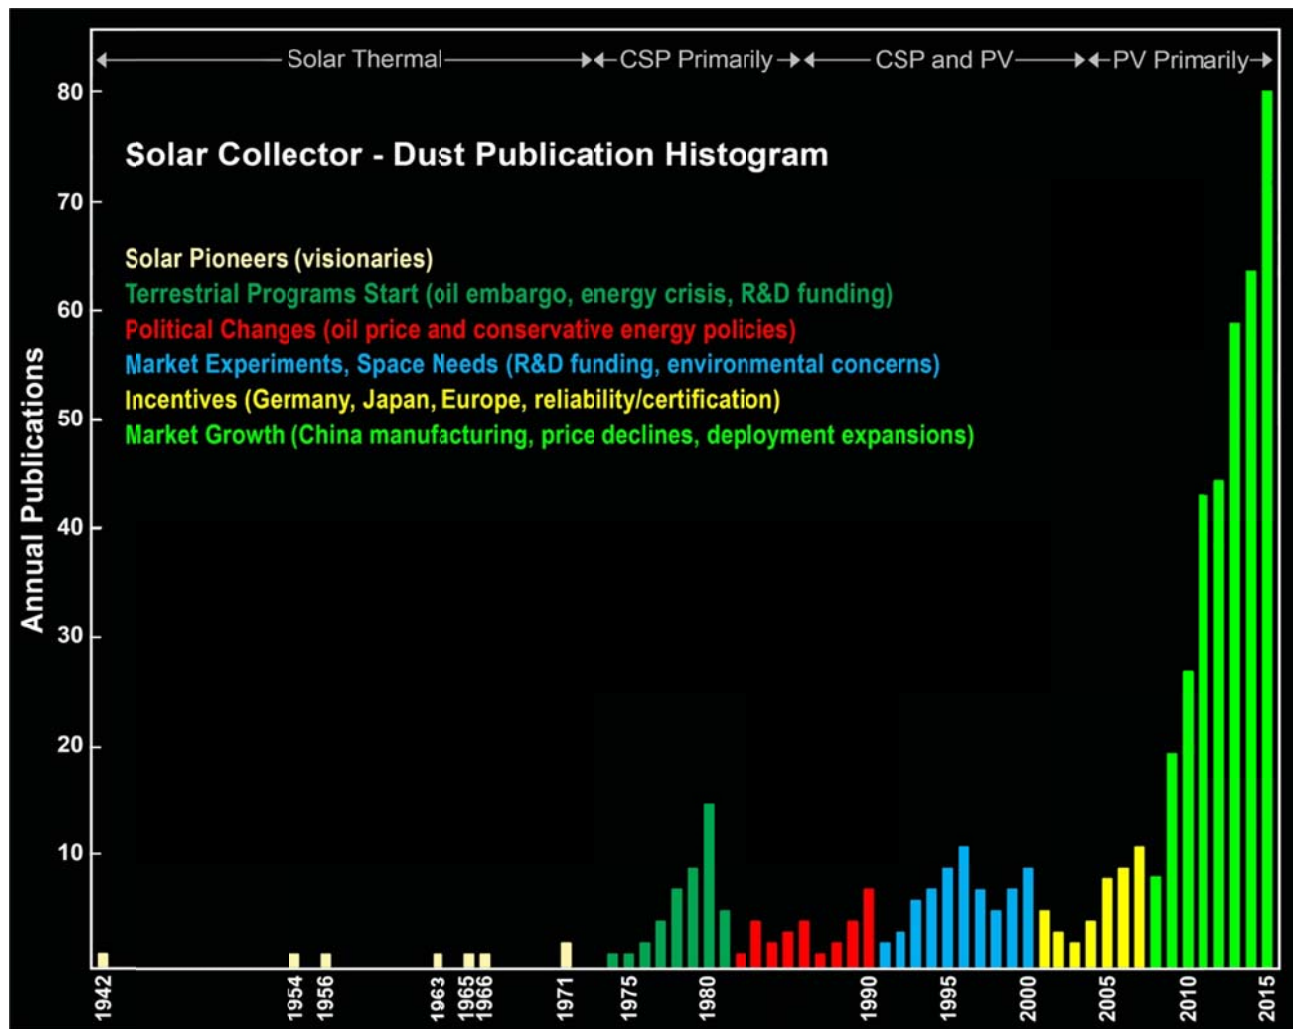 Solar Thermal CSP Primarily CSP and PV PV Primarily
Solar Collector - Dust Publication Histogram
Solar Pioneers (visionaries)
Terrestrial Programs Start (oil embargo, energy crisis, R&D funding)
Political Changes (oil price and conservative energy policies)
Market Experiments, Space Needs (R&D funding, environmental concerns)
Incentives (Germany, Japan, Europe, reliability/certification)
Market Growth (China manufacturing, price declines, deployment expansions)
Annual Publications
80
70
60
50
40
30
20
10
1942 1954 1956 1963 1965 1966 1971 1975 1980 1990 1995 2000 2005 2010 2015